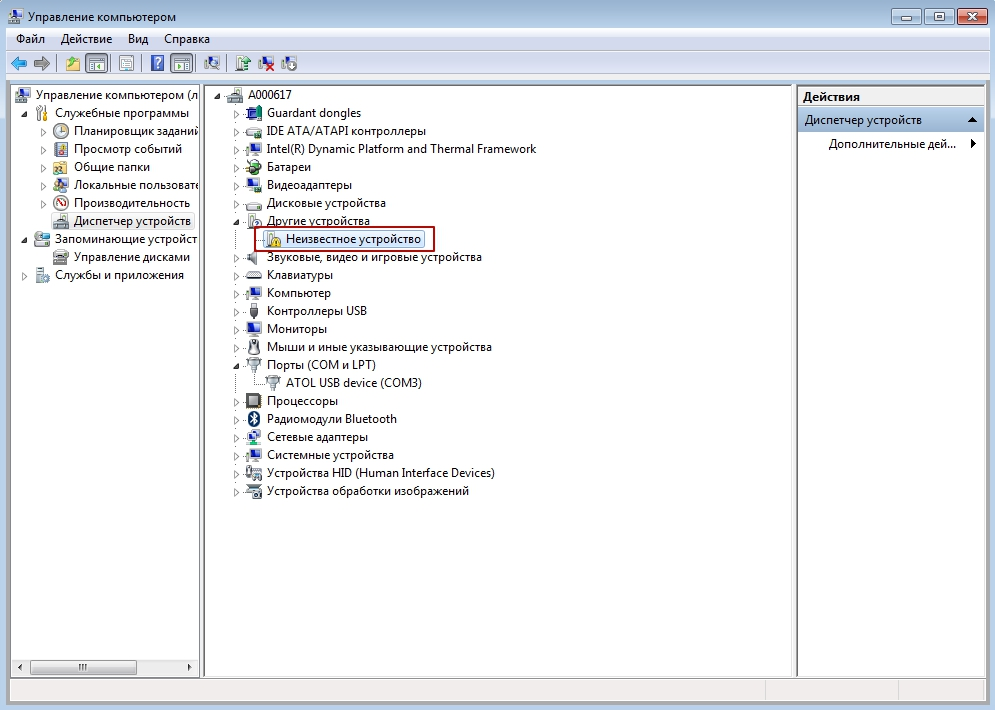 Управление компьютером
Файл Действие Вид Справка
Управление компьютером (л
Служебные программы
Планировщик заданий
Просмотр событий
Общие папки
Локальные пользовате
Производительность
Диспетчер устройств
Запоминающие устройст
Управление дисками
Службы и приложения
A000617
Guardant dongles
IDE ATA/ATAPI контроллеры
Intel(R) Dynamic Platform and Thermal Framework
Батареи
Видеоадаптеры
Дисковые устройства
Другие устройства
Неизвестное устройство
Звуковые, видео и игровые устройства
Клавиатуры
Компьютер
Контроллеры USB
Мониторы
Мыши и иные указывающие устройства
Порты (COM и LPT)
ATOL USB device (COM3)
Процессоры
Радиомодули Bluetooth
Сетевые адаптеры
Системные устройства
Устройства HID (Human Interface Devices)
Устройства обработки изображений
Действия
Диспетчер устройств
Дополнительные дей...